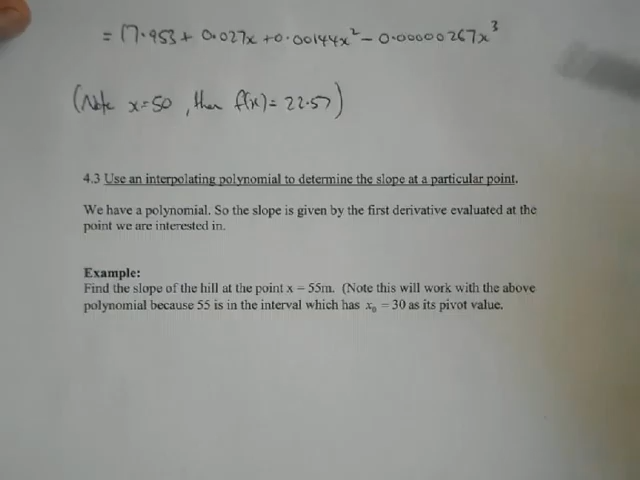 = 17.953 + 0.027x + 0.00144x² − 0.00000267x³
(Note x=50, then f(x)= 22.57)
4.3 Use an interpolating polynomial to determine the slope at a particular point.
We have a polynomial. So the slope is given by the first derivative evaluated at the
point we are interested in.
Example:
Find the slope of the hill at the point x = 55m. (Note this will work with the above
polynomial because 55 is in the interval which has x₀ = 30 as its pivot value.